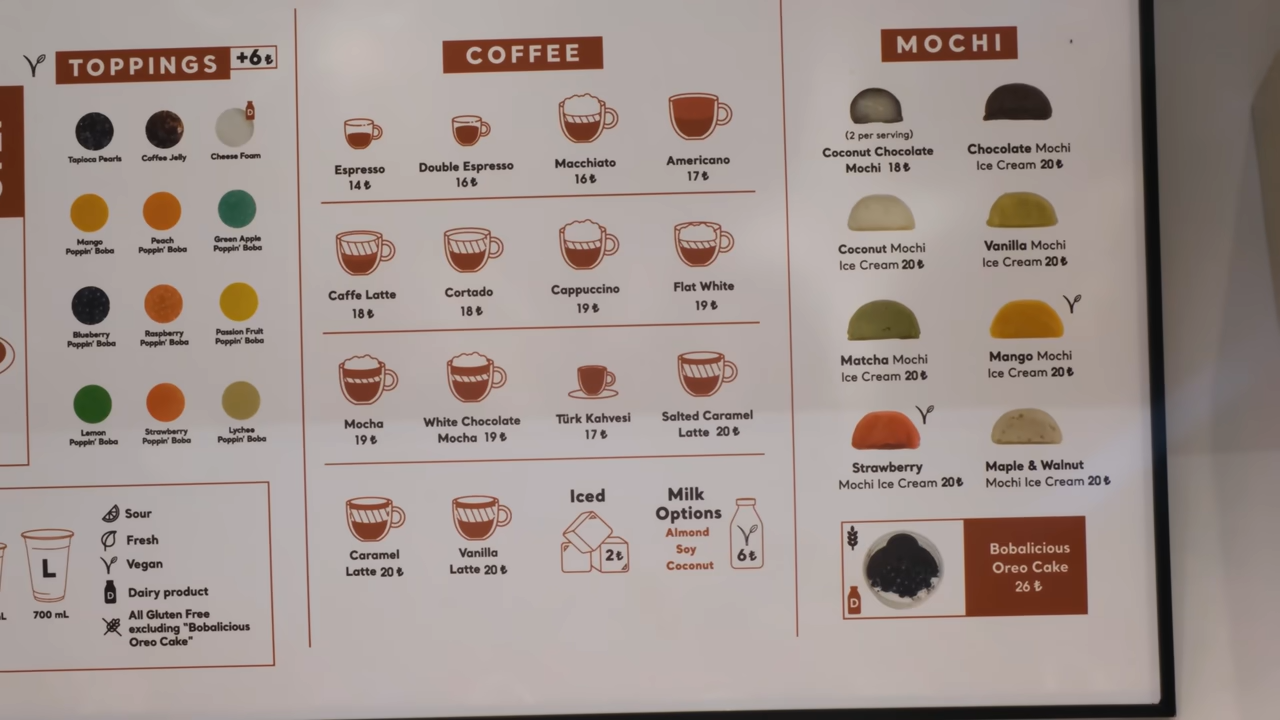 TOPPINGS +6₺
Tapioca Pearls
Coffee Jelly
D
Cheese Foam
Mango
Poppin' Boba
Peach
Poppin' Boba
Green Apple
Poppin' Boba
Blueberry
Poppin' Boba
Raspberry
Poppin' Boba
Passion Fruit
Poppin' Boba
Lemon
Poppin' Boba
Strawberry
Poppin' Boba
Lychee
Poppin' Boba
L
700 mL
Sour
Fresh
Vegan
D
Dairy product
All Gluten Free
excluding "Bobalicious
Oreo Cake"
COFFEE
Espresso
14₺
Double Espresso
16₺
Macchiato
16₺
Americano
17₺
Caffe Latte
18₺
Cortado
18₺
Cappuccino
19₺
Flat White
19₺
Mocha
19₺
White Chocolate
Mocha 19₺
Türk Kahvesi
17₺
Salted Caramel
Latte 20₺
Caramel
Latte 20₺
Vanilla
Latte 20₺
Iced
2₺
Milk
Options
Almond
Soy
Coconut
6₺
MOCHI
(2 per serving)
Coconut Chocolate
Mochi 18₺
Chocolate Mochi
Ice Cream 20₺
Coconut Mochi
Ice Cream 20₺
Vanilla Mochi
Ice Cream 20₺
Matcha Mochi
Ice Cream 20₺
Mango Mochi
Ice Cream 20₺
Strawberry
Mochi Ice Cream 20₺
Maple & Walnut
Mochi Ice Cream 20₺
D
Bobalicious
Oreo Cake
26₺